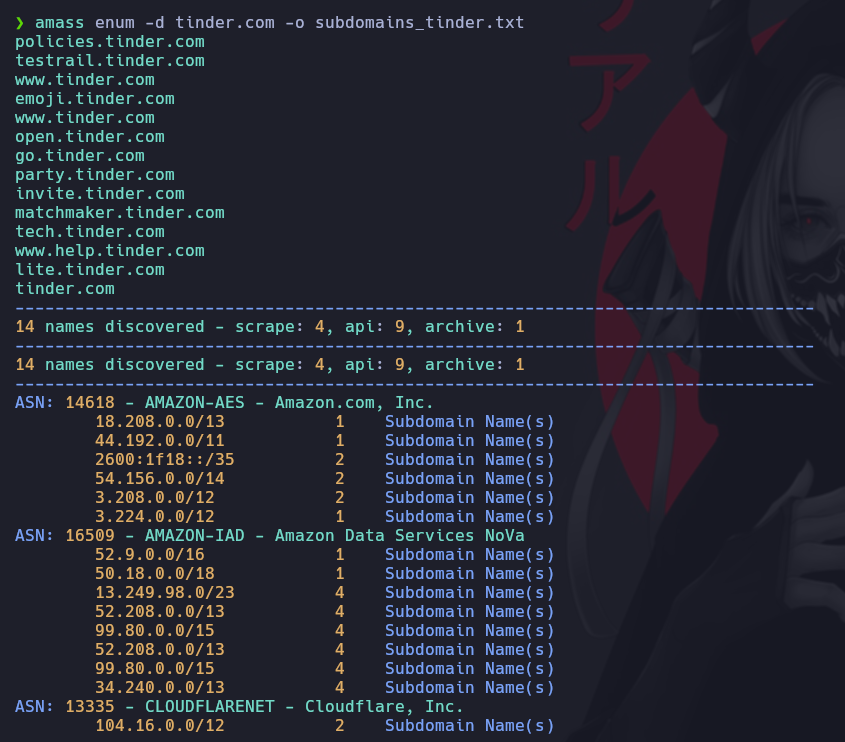 ❯ amass enum -d tinder.com -o subdomains_tinder.txt
policies.tinder.com
testrail.tinder.com
www.tinder.com
emoji.tinder.com
www.tinder.com
open.tinder.com
go.tinder.com
party.tinder.com
invite.tinder.com
matchmaker.tinder.com
tech.tinder.com
www.help.tinder.com
lite.tinder.com
tinder.com
--------------------------------------------------------------------------------
14 names discovered - scrape: 4, api: 9, archive: 1
--------------------------------------------------------------------------------
14 names discovered - scrape: 4, api: 9, archive: 1
--------------------------------------------------------------------------------
ASN: 14618 - AMAZON-AES - Amazon.com, Inc.
18.208.0.0/13 1 Subdomain Name(s)
44.192.0.0/11 1 Subdomain Name(s)
2600:1f18::/35 2 Subdomain Name(s)
54.156.0.0/14 2 Subdomain Name(s)
3.208.0.0/12 2 Subdomain Name(s)
3.224.0.0/12 1 Subdomain Name(s)
ASN: 16509 - AMAZON-IAD - Amazon Data Services NoVa
52.9.0.0/16 1 Subdomain Name(s)
50.18.0.0/18 1 Subdomain Name(s)
13.249.98.0/23 4 Subdomain Name(s)
52.208.0.0/13 4 Subdomain Name(s)
99.80.0.0/15 4 Subdomain Name(s)
52.208.0.0/13 4 Subdomain Name(s)
99.80.0.0/15 4 Subdomain Name(s)
34.240.0.0/13 4 Subdomain Name(s)
ASN: 13335 - CLOUDFLARENET - Cloudflare, Inc.
104.16.0.0/12 2 Subdomain Name(s)
アル